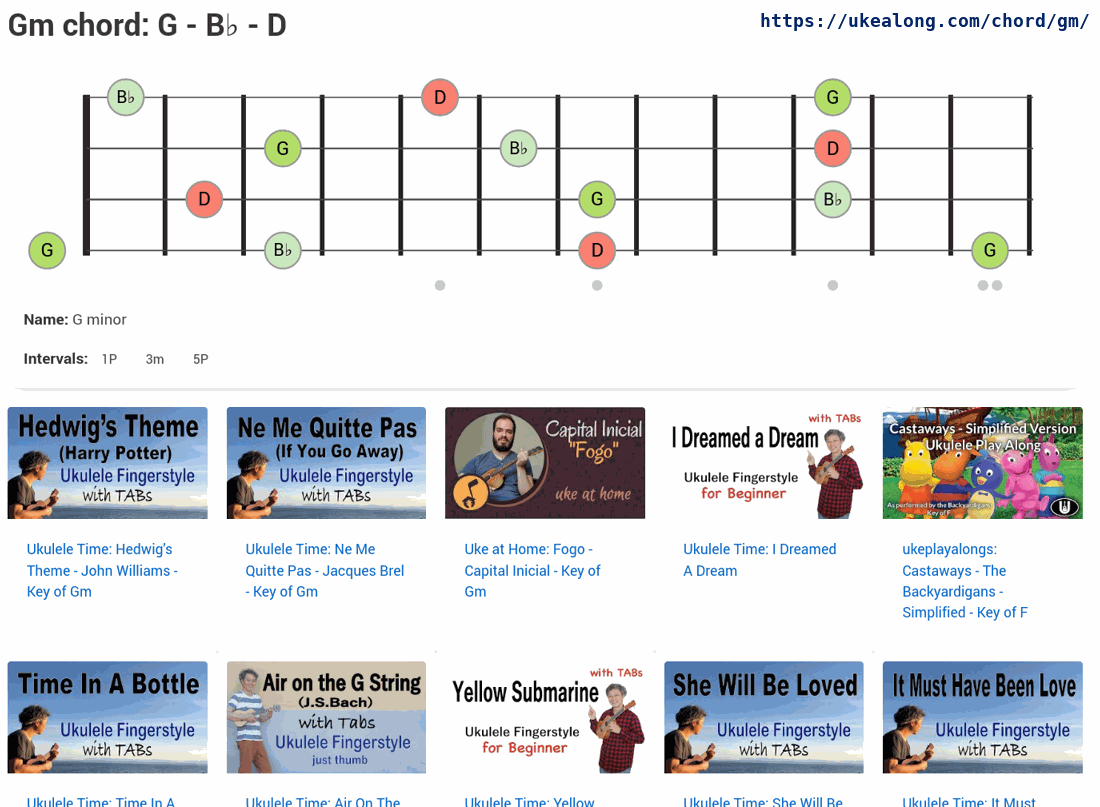 Gm chord: G - B♭ - D
https://ukealong.com/chord/gm/
B♭ D G
G B♭ D
D G B♭
G B♭ D G
Name: G minor
Intervals: 1P 3m 5P
Hedwig's Theme
(Harry Potter)
Ukulele Fingerstyle
with TABs
Ne Me Quitte Pas
(If You Go Away)
Ukulele Fingerstyle
with TABs
Capital Inicial
"Fogo"
uke at home
with TABs
I Dreamed a Dream
Ukulele Fingerstyle
for Beginner
Castaways - Simplified Version
Ukulele Play Along
As performed by the Backyardigans
Key of F
Ukulele Time: Hedwig's
Theme - John Williams -
Key of Gm
Ukulele Time: Ne Me
Quitte Pas - Jacques Brel
- Key of Gm
Uke at Home: Fogo -
Capital Inicial - Key of
Gm
Ukulele Time: I Dreamed
A Dream
ukeplayalongs:
Castaways - The
Backyardigans -
Simplified - Key of F
Time In A Bottle
Ukulele Fingerstyle
with TABs
Air on the G String
(J.S.Bach)
with Tabs
Ukulele Fingerstyle
just thumb
with TABs
Yellow Submarine
Ukulele Fingerstyle
for Beginner
She Will Be Loved
Ukulele Fingerstyle
with TABs
It Must Have Been Love
Ukulele Fingerstyle
with TABs
Ukulele Time: Time In A
Ukulele Time: Air On The
Ukulele Time: Yellow
Ukulele Time: She Will Be
Ukulele Time: It Must